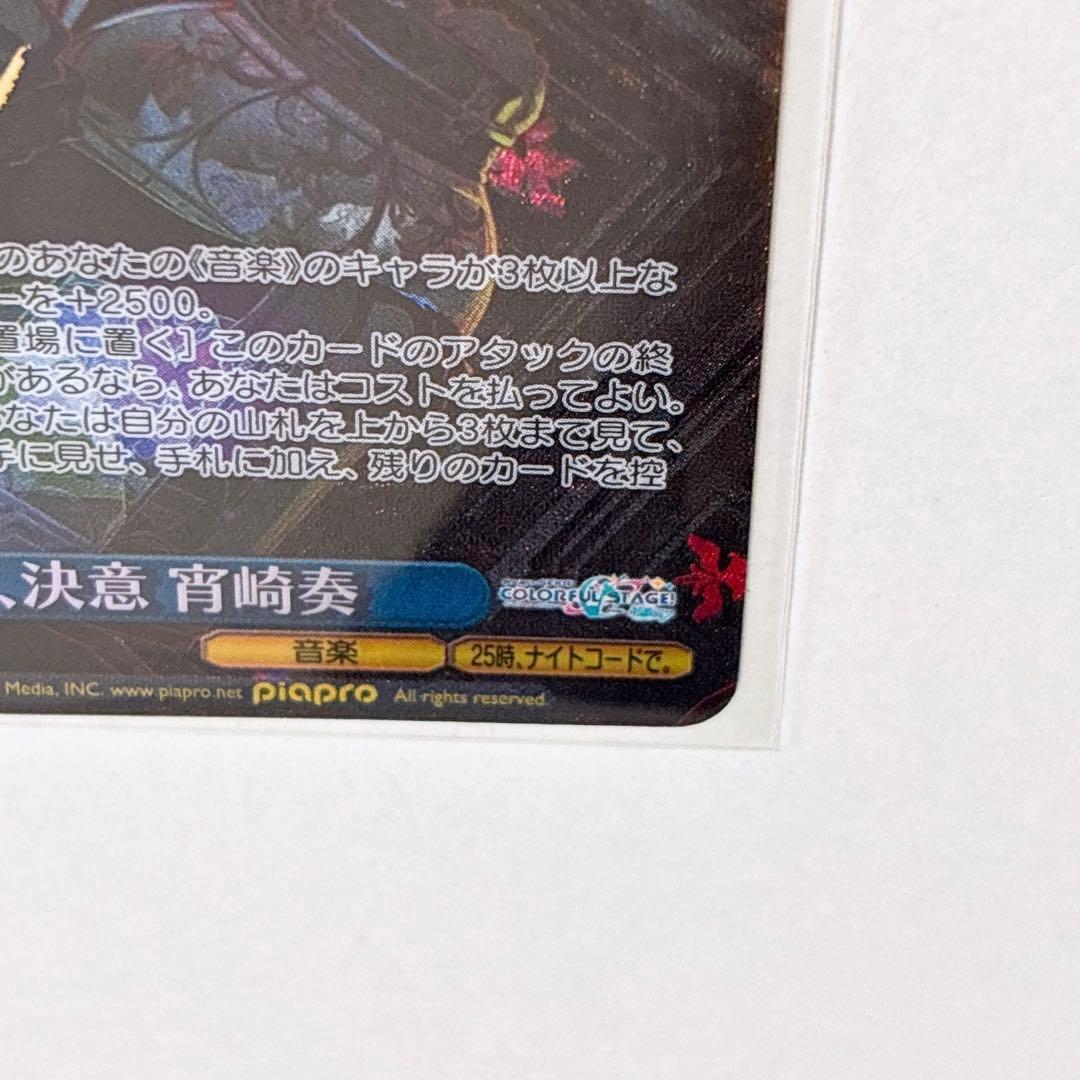 のあなたの《音楽》のキャラが3枚以上な
ーを＋2500。
置場に置く］ このカードのアタックの終
があるなら、あなたはコストを払ってよい。
なたは自分の山札を上から3枚まで見て、
手に見せ、手札に加え、残りのカードを控
決意 宵崎奏
COLORFUL STAGE!
音楽
25時、ナイトコードで。
Media, INC. www.piapro.net piapro All rights reserved.